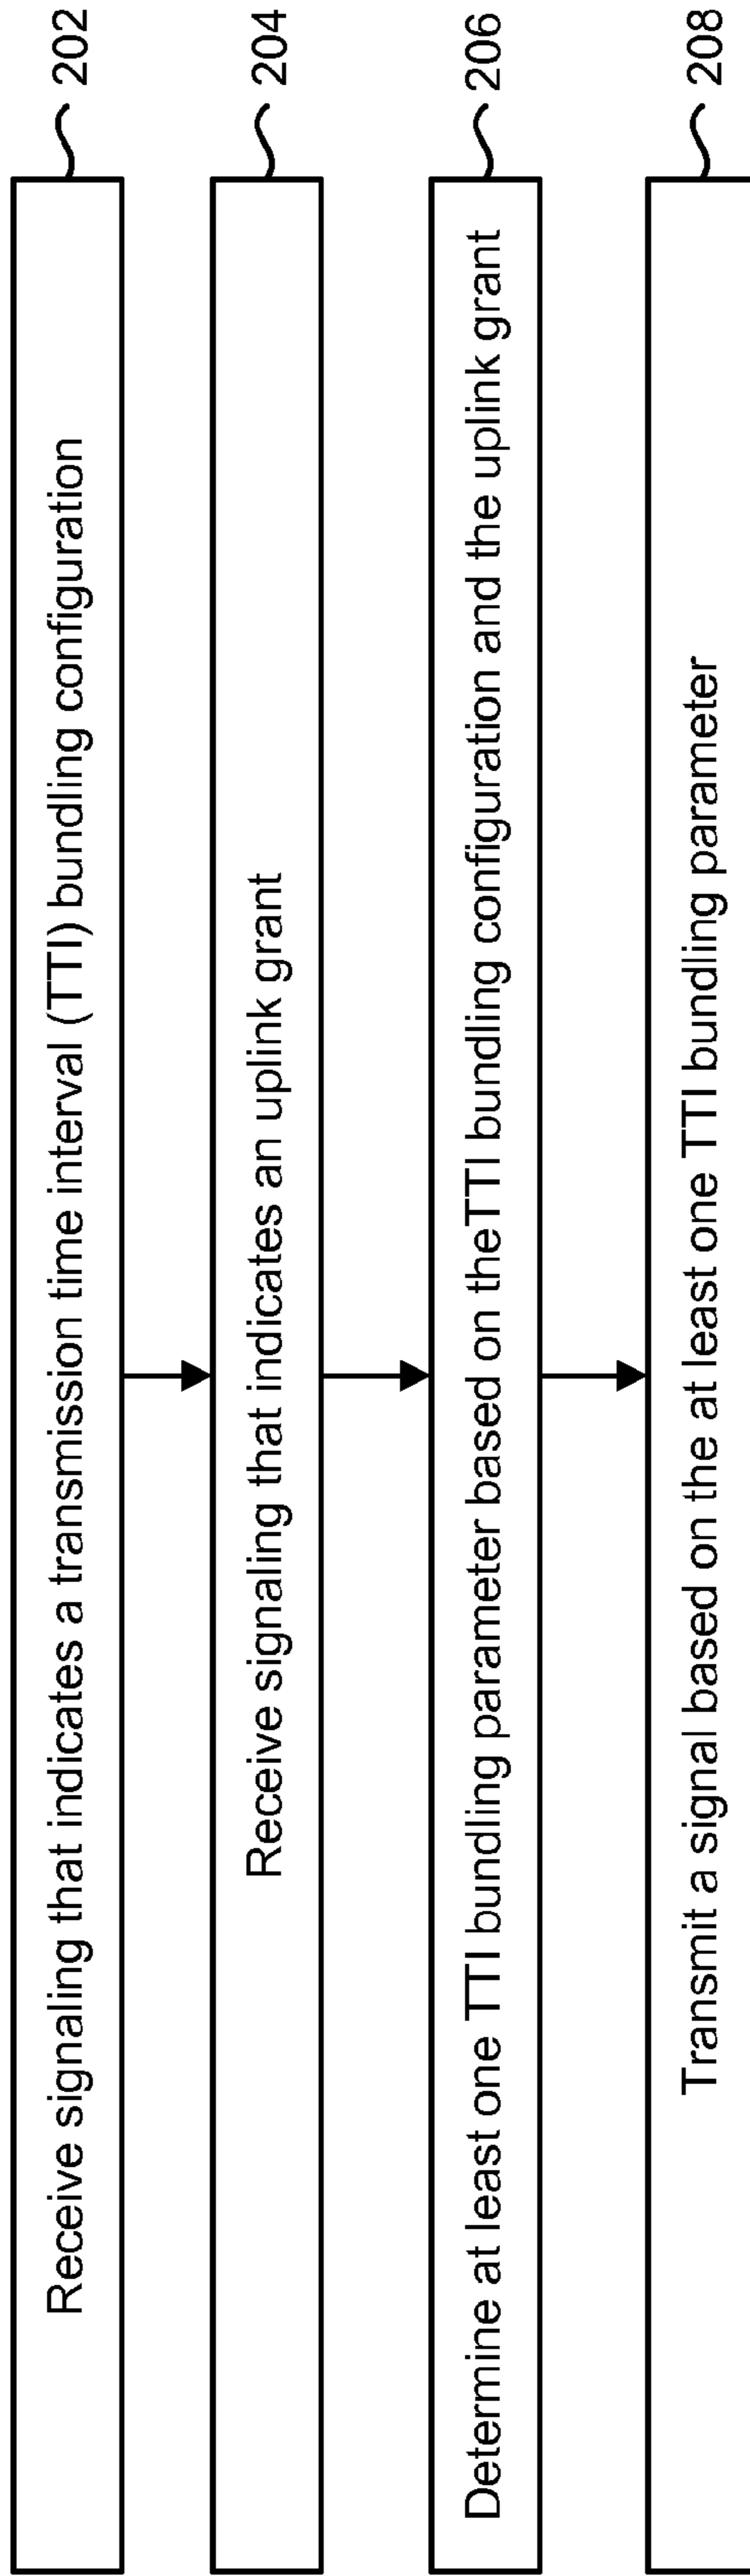 Receive signaling that indicates a transmission time interval (TTI) bundling configuration
202
Receive signaling that indicates an uplink grant
204
Determine at least one TTI bundling parameter based on theTTI bundling configuration and the uplink grant
206
Transmit a signal based on the at least one TTI bundling parameter
208